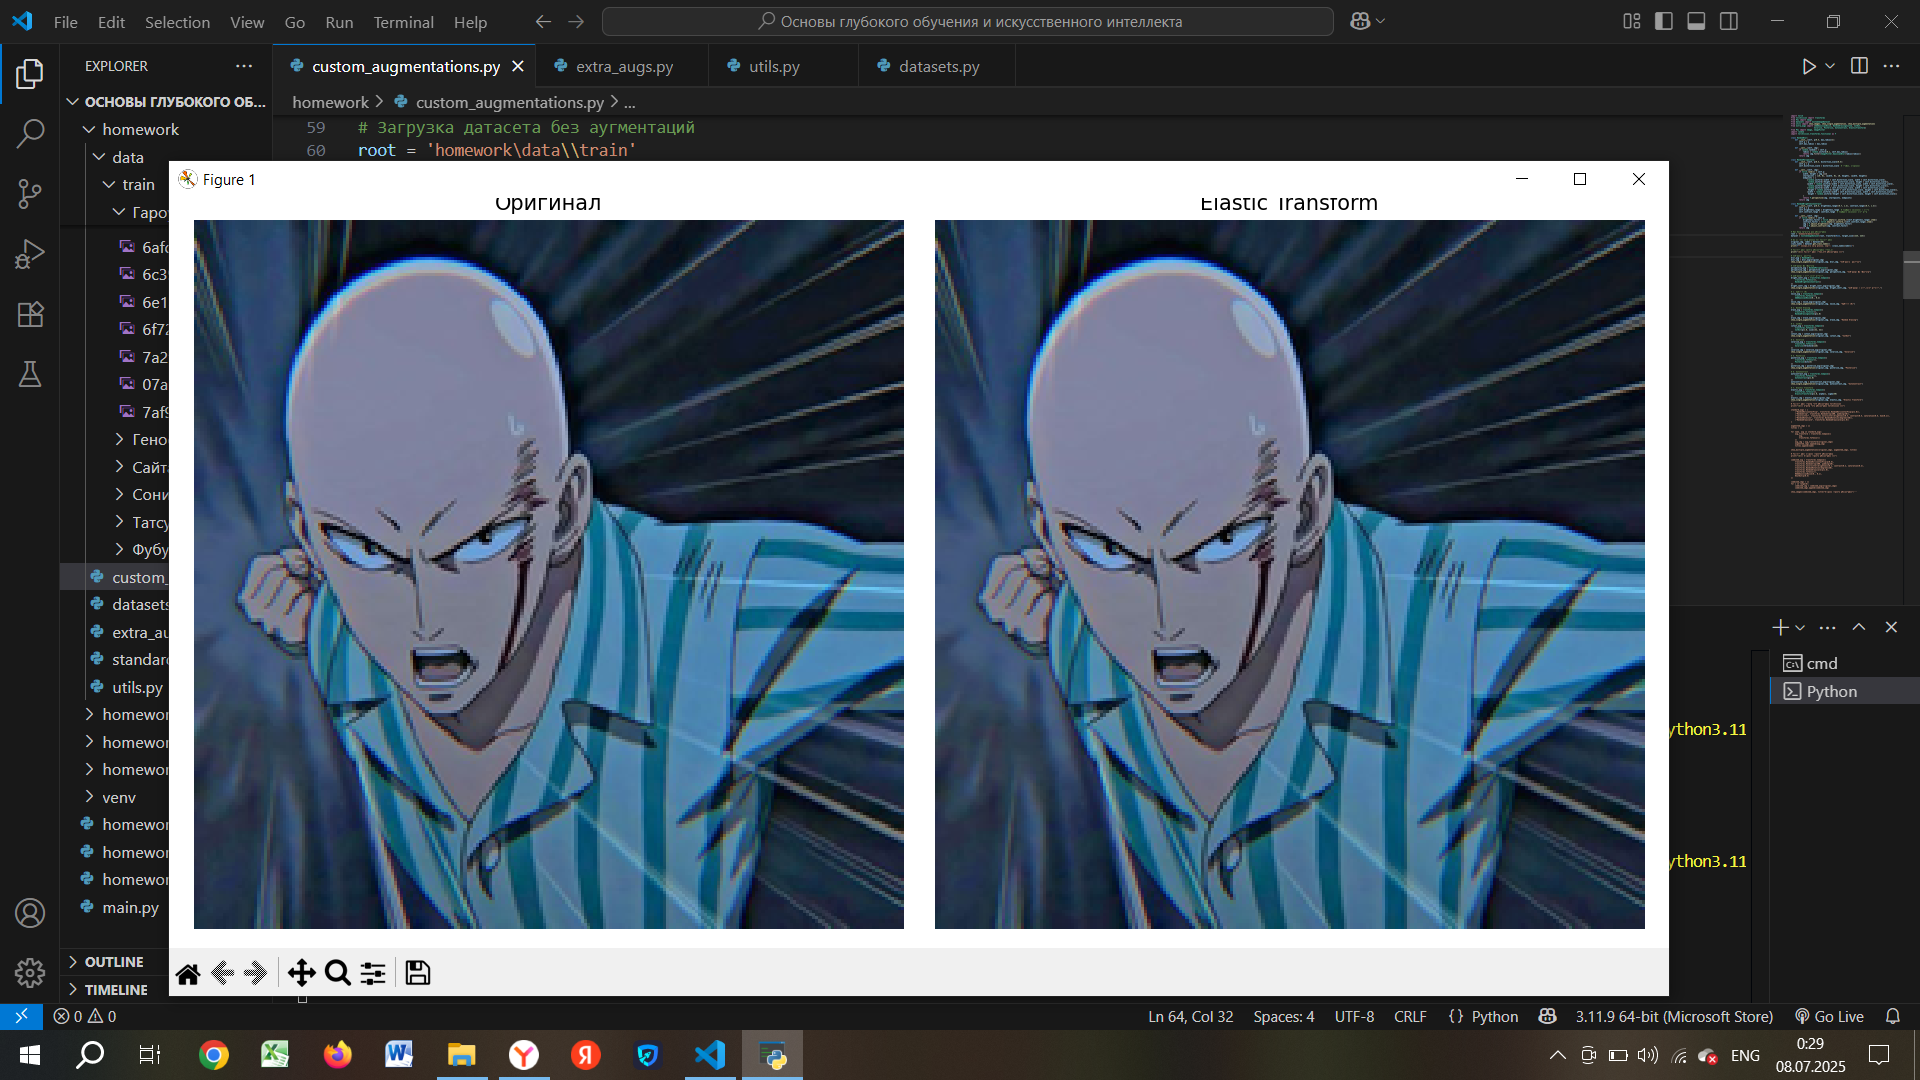 File Edit Selection View Go Run Terminal Help
Основы глубокого обучения и искусственного интеллекта
EXPLORER
custom_augmentations.py
extra_augs.py
utils.py
datasets.py
ОСНОВЫ ГЛУБОКОГО ОБ...
homework > custom_augmentations.py > ...
homework
data
train
Гаро
6afc
6c3
6e1
6f72
7a2
07a
7af9
Гено
Сайт
Сони
Татсу
Фубу
custom_
datasets
extra_au
standard
utils.py
homewor
homewor
homewor
venv
homewor
homewor
homewor
main.py
OUTLINE
TIMELINE
59 # Загрузка датасета без аугментаций
60 root = 'homework\data\\train'
Figure 1
Оригинал
Elastic Transform
cmd
Python
ython3.11
ython3.11
0 0
Ln 64, Col 32
Spaces: 4
UTF-8
CRLF
{ } Python
3.11.9 64-bit (Microsoft Store)
Go Live
ENG
0:29
08.07.2025